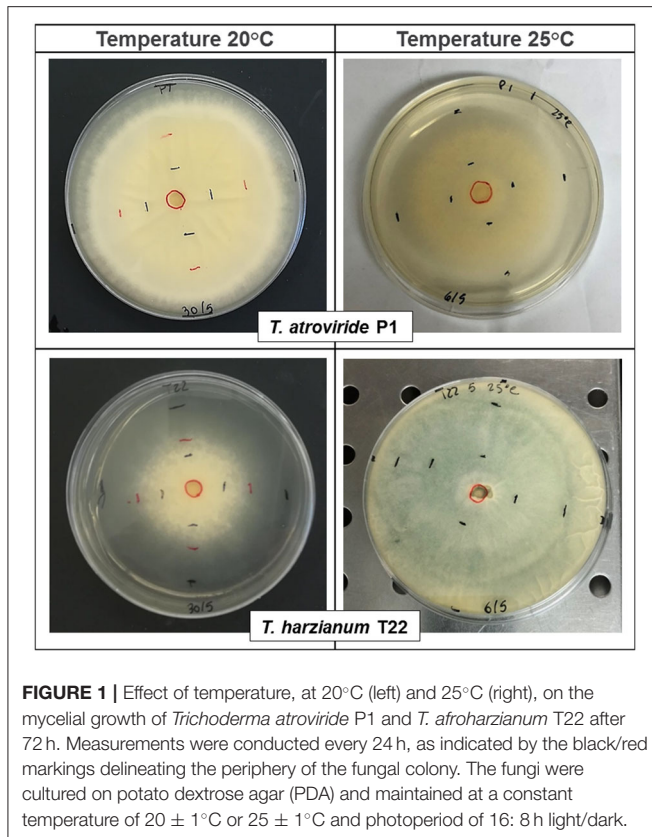 Temperature 20°C
Temperature 25°C
P1
P1 1 25°C
30/5
6/5
T. atroviride P1
T22
T22 5 25°C
30/5
6/5
T. harzianum T22
FIGURE 1 | Effect of temperature, at 20°C (left) and 25°C (right), on the
mycelial growth of Trichoderma atroviride P1 and T. afroharzianum T22 after
72 h. Measurements were conducted every 24 h, as indicated by the black/red
markings delineating the periphery of the fungal colony. The fungi were
cultured on potato dextrose agar (PDA) and maintained at a constant
temperature of 20 ± 1°C or 25 ± 1°C and photoperiod of 16: 8 h light/dark.